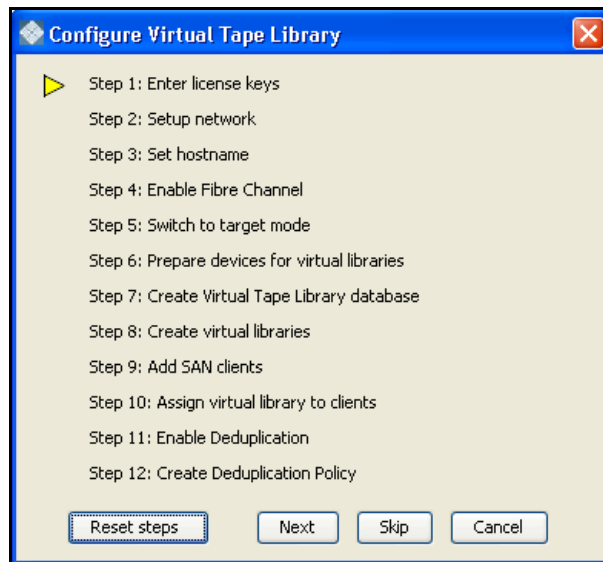 Configure Virtual Tape Library
Step 1: Enter license keys
Step 2: Setup network
Step 3: Set hostname
Step 4: Enable Fibre Channel
Step 5: Switch to target mode
Step 6: Prepare devices for virtual libraries
Step 7: Create Virtual Tape Library database
Step 8: Create virtual libraries
Step 9: Add SAN clients
Step 10: Assign virtual library to clients
Step 11: Enable Deduplication
Step 12: Create Deduplication Policy
Reset steps Next Skip Cancel